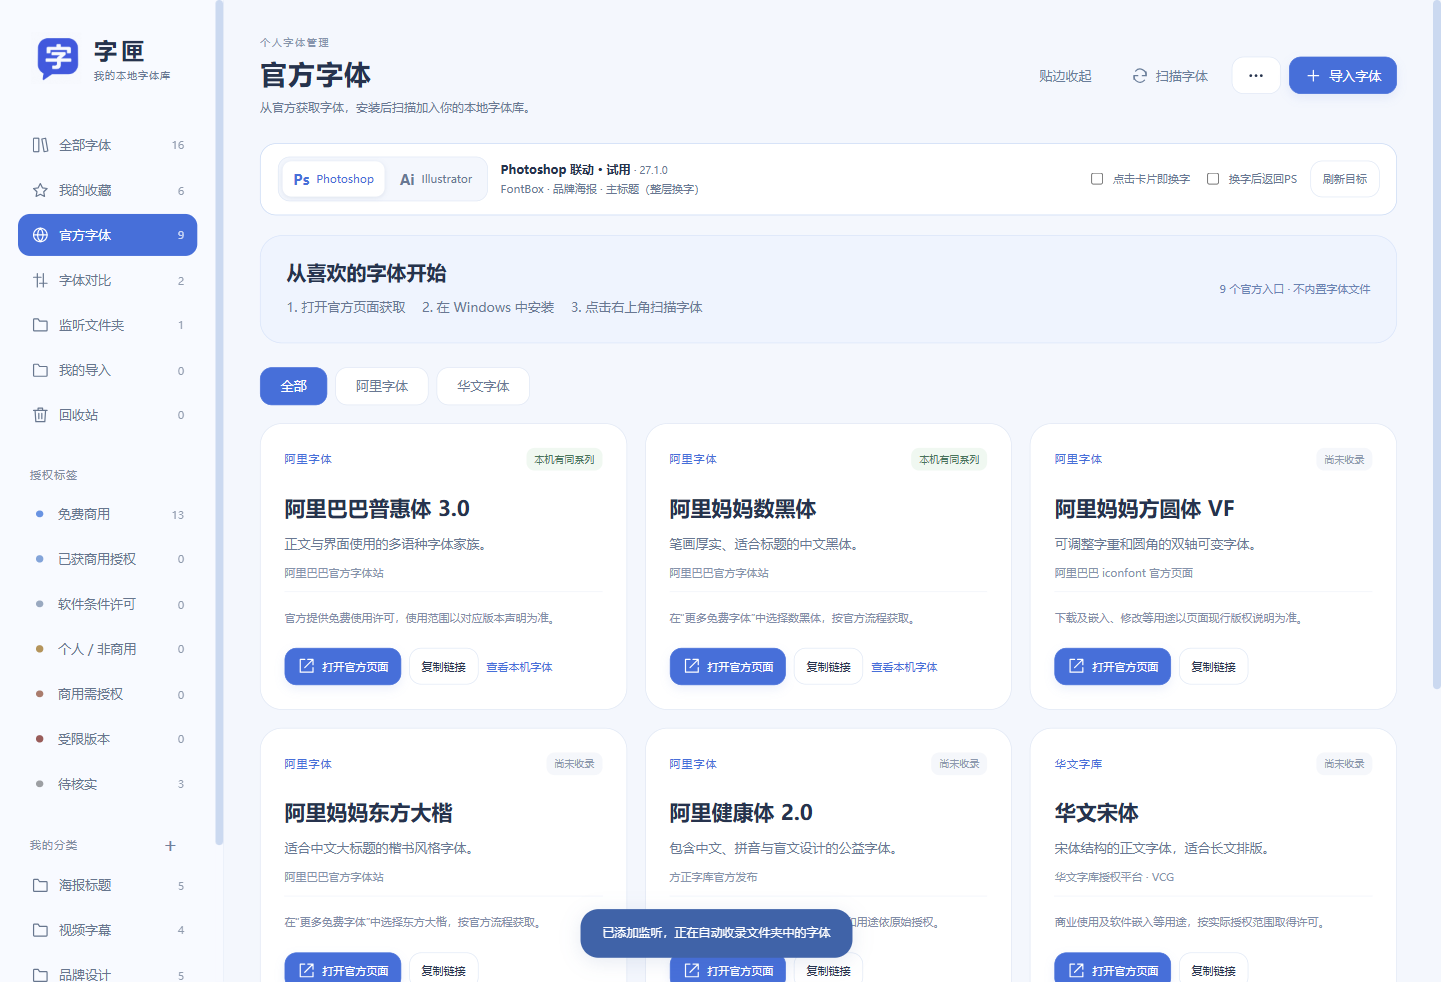 字
字匣
我的本地字体库
全部字体 16
我的收藏 6
官方字体 9
字体对比 2
监听文件夹 1
我的导入 0
回收站 0
授权标签
免费商用 13
已获商用授权 0
软件条件许可 0
个人 / 非商用 0
商用需授权 0
受限版本 0
待核实 3
我的分类 +
海报标题 5
视频字幕 4
品牌设计 5
个人字体管理
官方字体
从官方获取字体，安装后扫描加入你的本地字体库。
贴边收起 扫描字体 ··· + 导入字体
Ps Photoshop Ai Illustrator
Photoshop 联动 · 试用 · 27.1.0
FontBox · 品牌海报 · 主标题（整层换字）
点击卡片即换字 换字后返回PS 刷新目标
从喜欢的字体开始
1. 打开官方页面获取 2. 在 Windows 中安装 3. 点击右上角扫描字体
9 个官方入口 · 不内置字体文件
全部 阿里字体 华文字体
阿里字体 本机有同系列
阿里巴巴普惠体 3.0
正文与界面使用的多语种字体家族。
阿里巴巴官方字体站
官方提供免费使用许可，使用范围以对应版本声明为准。
打开官方页面 复制链接 查看本机字体
阿里字体 本机有同系列
阿里妈妈数黑体
笔画厚实、适合标题的中文黑体。
阿里巴巴官方字体站
在“更多免费字体”中选择数黑体，按官方流程获取。
打开官方页面 复制链接 查看本机字体
阿里字体 尚未收录
阿里妈妈方圆体 VF
可调整字重和圆角的双轴可变字体。
阿里巴巴 iconfont 官方页面
下载及嵌入、修改等用途以页面现行版权说明为准。
打开官方页面 复制链接
阿里字体 尚未收录
阿里妈妈东方大楷
适合中文大标题的楷书风格字体。
阿里巴巴官方字体站
在“更多免费字体”中选择东方大楷，按官方流程获取。
打开官方页面 复制链接
阿里字体 尚未收录
阿里健康体 2.0
包含中文、拼音与盲文设计的公益字体。
方正字库官方发布
用途依原始授权。
打开官方页面 复制链接
华文字库 尚未收录
华文宋体
宋体结构的正文字体，适合长文排版。
华文字库授权平台 · VCG
商业使用及软件嵌入等用途，按实际授权范围取得许可。
打开官方页面 复制链接
已添加监听，正在自动收录文件夹中的字体